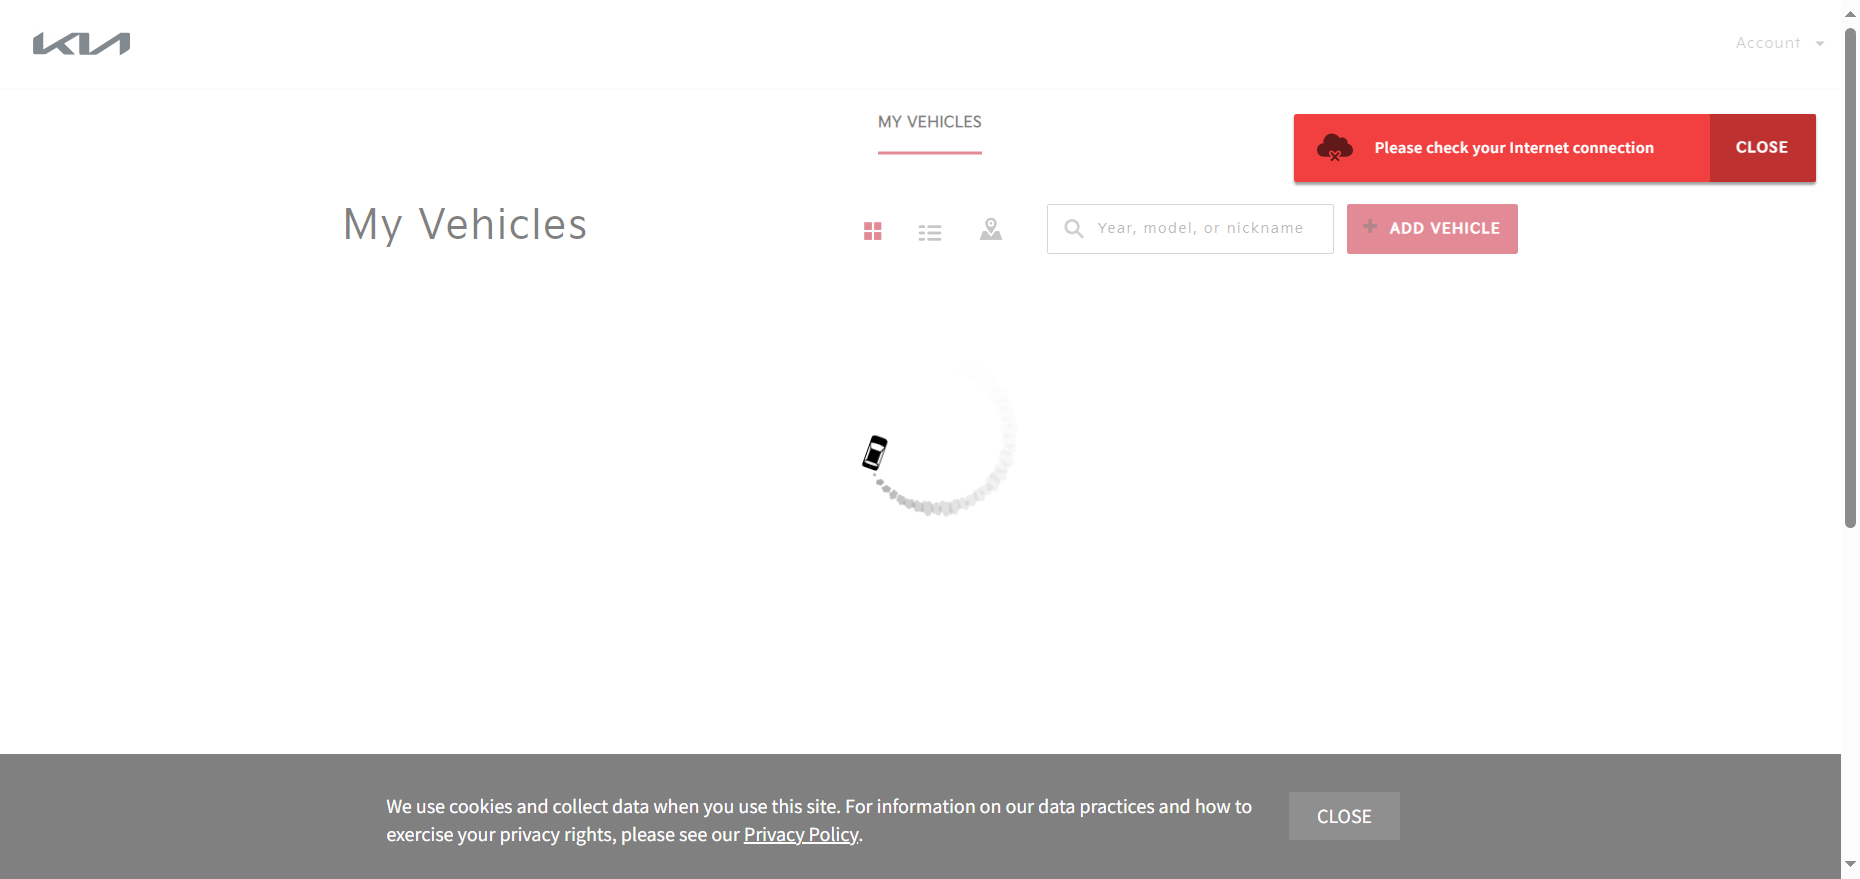 KIA
Account
MY VEHICLES
Please check your Internet connection
CLOSE
My Vehicles
Year, model, or nickname
ADD VEHICLE
We use cookies and collect data when you use this site. For information on our data practices and how to
exercise your privacy rights, please see our Privacy Policy.
CLOSE